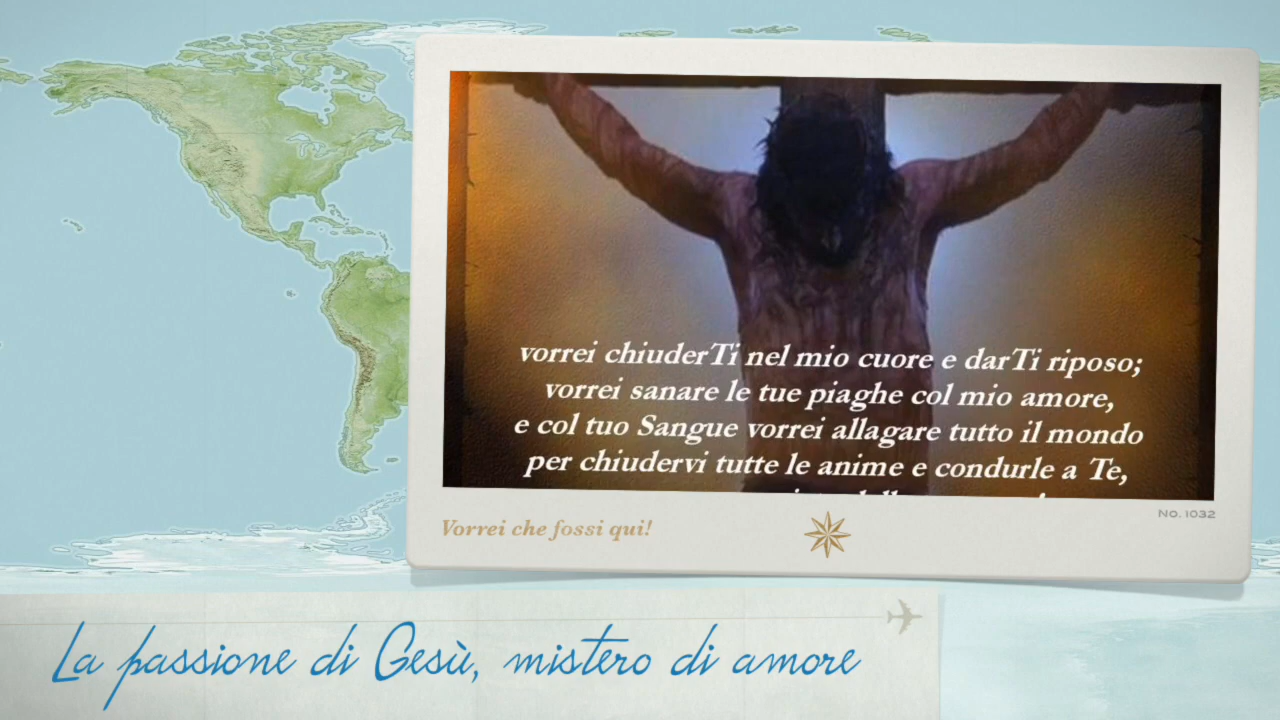 vorrei chiuderTi nel mio cuore e darTi riposo;
vorrei sanare le tue piaghe col mio amore,
e col tuo Sangue vorrei allagare tutto il mondo
per chiudervi tutte le anime e condurle a Te,
Vorrei che fossi qui!
NO. 1032
La passione di Gesù, mistero di amore